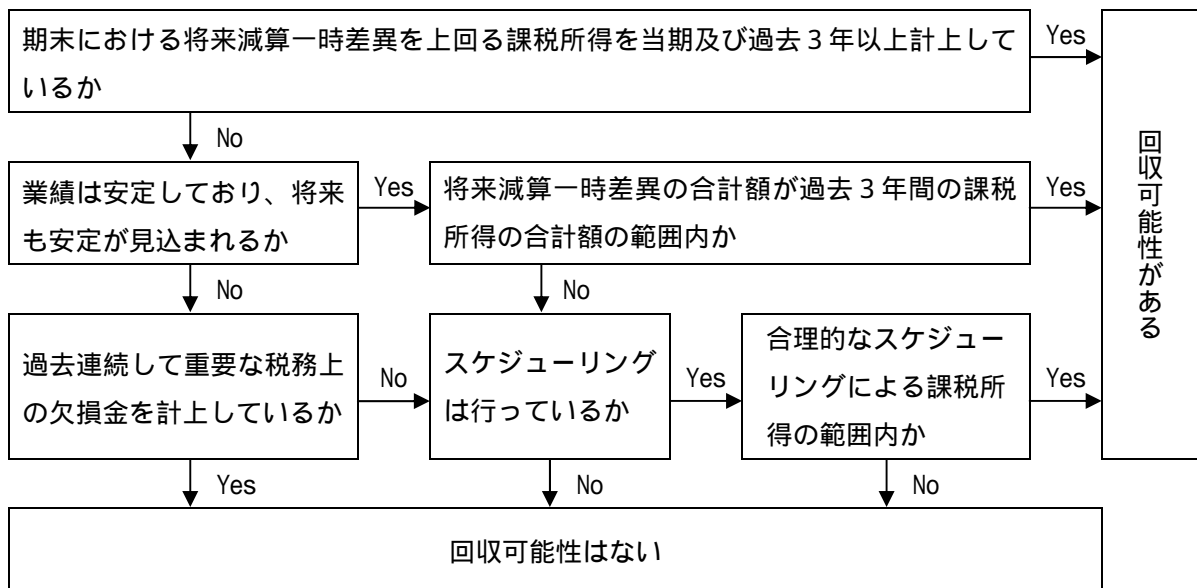 期末における将来減算一時差異を上回る課税所得を当期及び過去3年以上計上して
いるか
Yes
No
業績は安定しており、将来
も安定が見込まれるか
Yes
将来減算一時差異の合計額が過去3年間の課税
所得の合計額の範囲内か
Yes
回収可能性がある
No
No
過去連続して重要な税務上
の欠損金を計上しているか
No
スケジューリング
は行っているか
Yes
合理的なスケジュー
リングによる課税所
得の範囲内か
Yes
Yes
No
No
回収可能性はない